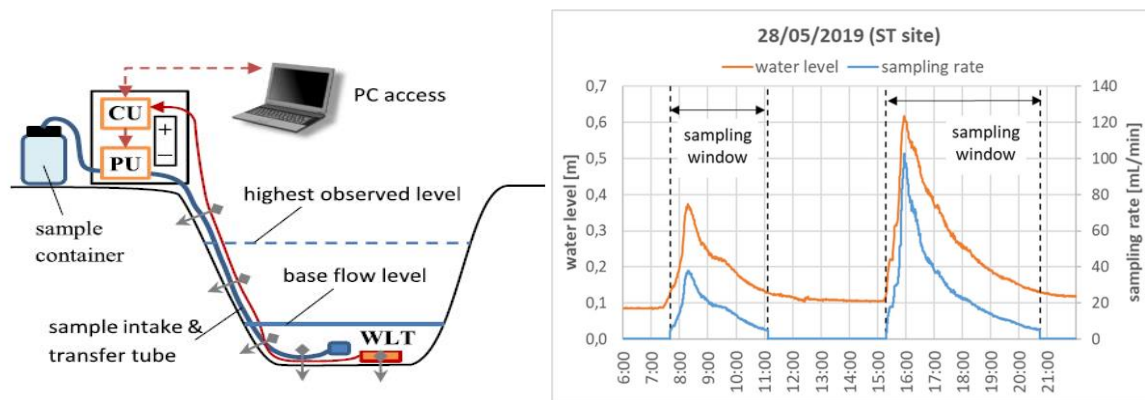 PC access
CU
+
−
PU
highest observed level
sample
container
base flow level
sample intake &
transfer tube
WLT
28/05/2019 (ST site)
water level
sampling rate
0,7
0,6
0,5
0,4
0,3
0,2
0,1
0,0
water level [m]
sampling
window
sampling
window
140
120
100
80
60
40
20
0
sampling rate [mL/min]
6:00
7:00
8:00
9:00
10:00
11:00
12:00
13:00
14:00
15:00
16:00
17:00
18:00
19:00
20:00
21:00